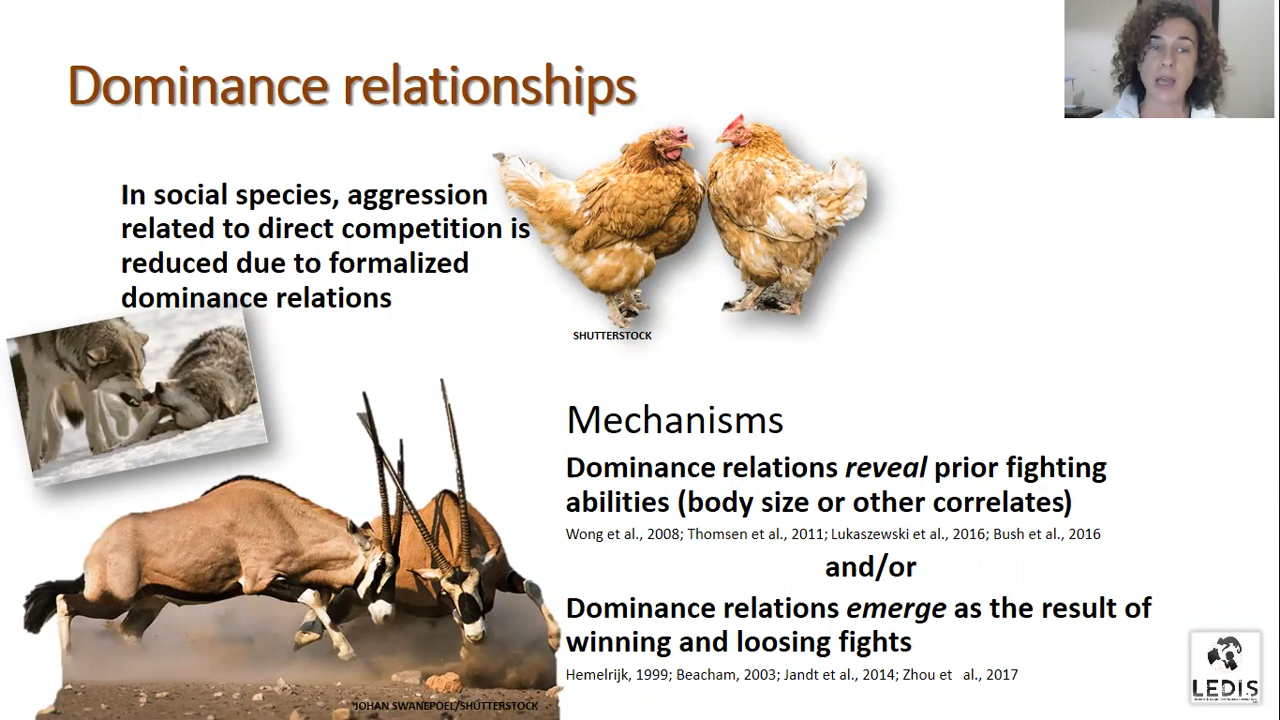 Dominance relationships
In social species, aggression
related to direct competition is
reduced due to formalized
dominance relations
SHUTTERSTOCK
Mechanisms
Dominance relations reveal prior fighting
abilities (body size or other correlates)
Wong et al., 2008; Thomsen et al., 2011; Lukaszewski et al., 2016; Bush et al., 2016
and/or
Dominance relations emerge as the result of
winning and loosing fights
Hemelrijk, 1999; Beacham, 2003; Jandt et al., 2014; Zhou et al., 2017
JOHAN SWANEPOEL/SHUTTERSTOCK
LEDIS